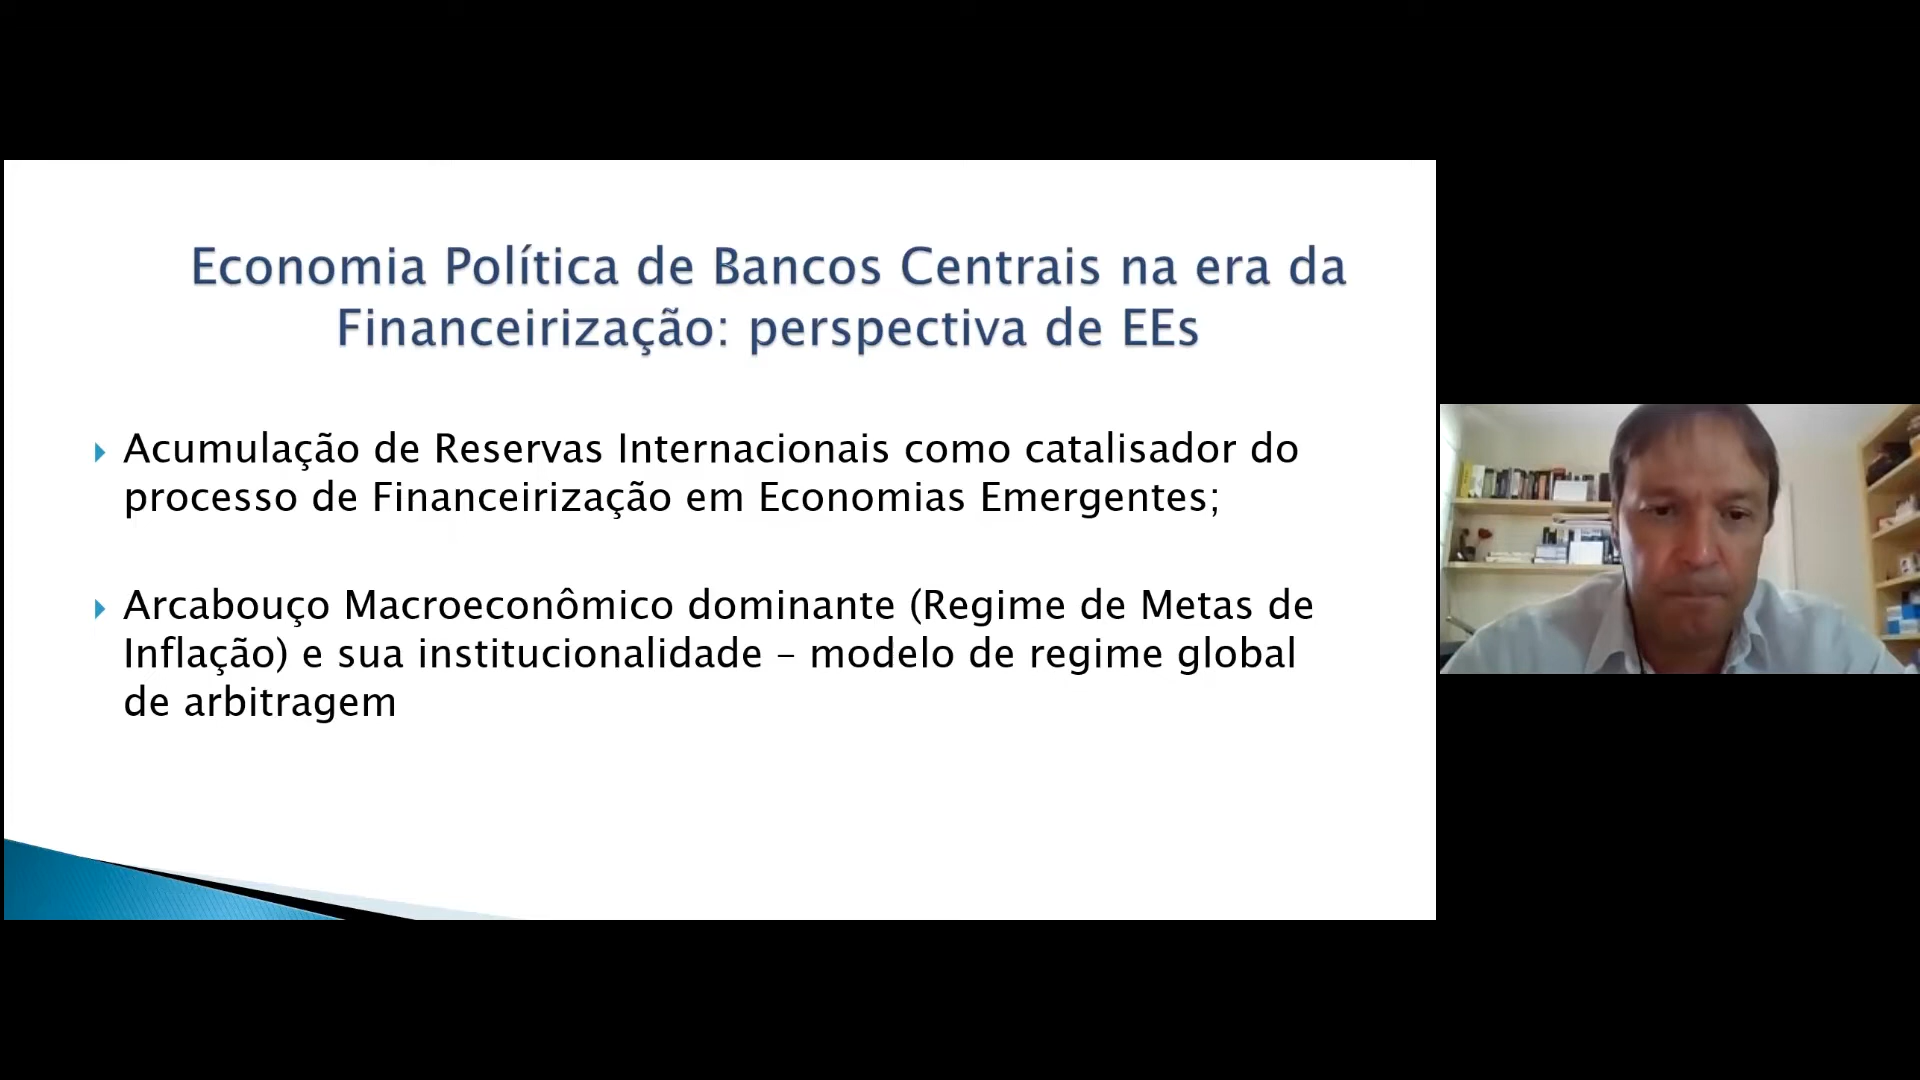 Economia Política de Bancos Centrais na era da
Financeirização: perspectiva de EEs
Acumulação de Reservas Internacionais como catalisador do
processo de Financeirização em Economias Emergentes;
Arcabouço Macroeconômico dominante (Regime de Metas de
Inflação) e sua institucionalidade – modelo de regime global
de arbitragem